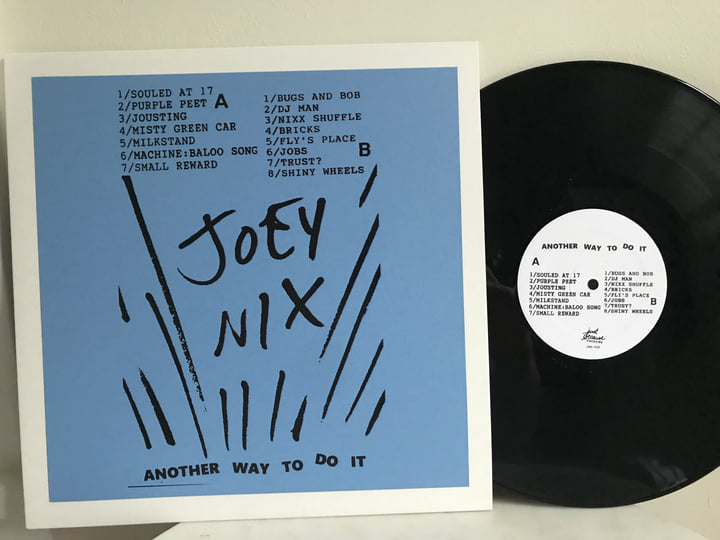 1/SOULED AT 17
2/PURPLE PEET
3/JOUSTING
4/MISTY GREEN CAR
5/MILKSTAND
6/MACHINE:BALOO SONG
7/SMALL REWARD
A
1/BUGS AND BOB
2/DJ MAN
3/NIXX SHUFFLE
4/BRICKS
5/FLY'S PLACE
6/JOBS
7/TRUST?
8/SHINY WHEELS
B
JOEY
NIX
ANOTHER WAY TO DO IT
ANOTHER WAY TO DO IT
A
1/SOULED AT 17
2/PURPLE PEET
3/JOUSTING
4/MISTY GREEN CAR
5/MILKSTAND
6/MACHINE:BALOO SONG
7/SMALL REWARD
1/BUGS AND BOB
2/DJ MAN
3/NIXX SHUFFLE
4/BRICKS
5/FLY'S PLACE
6/JOBS
7/TRUST?
8/SHINY WHEELS
B
just
because